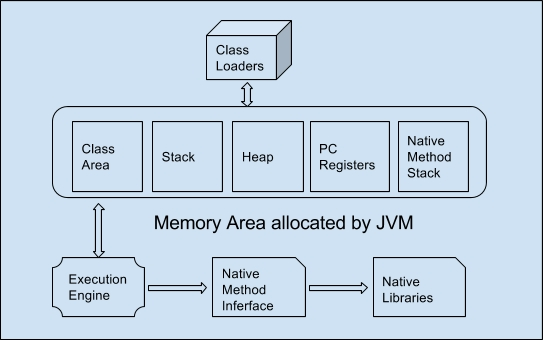 Class
Loaders
Class
Area
Stack
Heap
PC
Registers
Native
Method
Stack
Memory Area allocated by JVM
Execution
Engine
Native
Method
Inferface
Native
Libraries